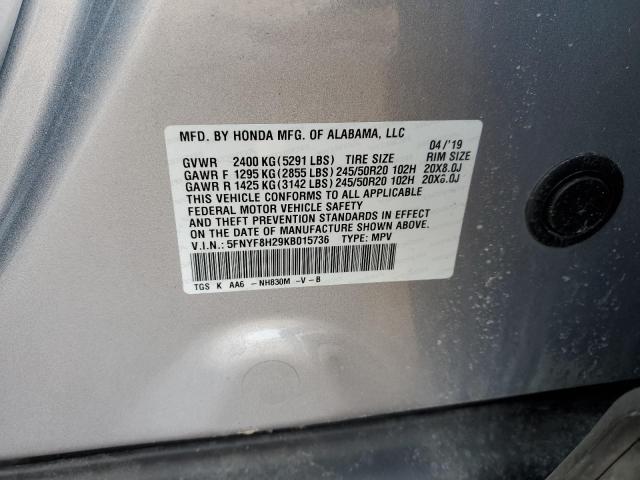 MFD. BY HONDA MFG. OF ALABAMA, LLC 04/'19
GVWR 2400 KG (5291 LBS) TIRE SIZE RIM SIZE
GAWR F 1295 KG (2855 LBS) 245/50R20 102H 20X8.0J
GAWR R 1425 KG (3142 LBS) 245/50R20 102H 20X8.0J
THIS VEHICLE CONFORMS TO ALL APPLICABLE
FEDERAL MOTOR VEHICLE SAFETY
AND THEFT PREVENTION STANDARDS IN EFFECT
ON THE DATE OF MANUFACTURE SHOWN ABOVE.
V.I.N.: 5FNYF8H29KB015736 TYPE: MPV
TGS K AA6 -NH830M -V -B